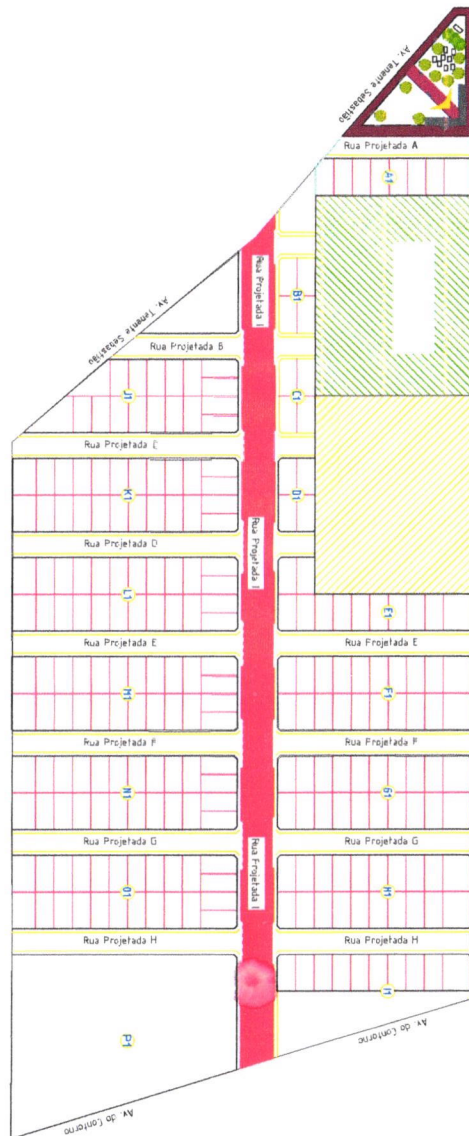 Av. Tenente Sebastião
Rua Projetada A
A1
Rua Projetada I
B1
Av. Tenente Sebastião
Rua Projetada B
J1
C1
Rua Projetada C
K1
D1
Rua Projetada I
Rua Projetada D
L1
E1
Rua Projetada E
Rua Projetada E
M1
F1
Rua Projetada F
Rua Projetada F
N1
G1
Rua Projetada G
Rua Projetada I
Rua Projetada G
O1
H1
Rua Projetada H
Rua Projetada H
I1
P1
Av. do Contorno
Av. do Contorno